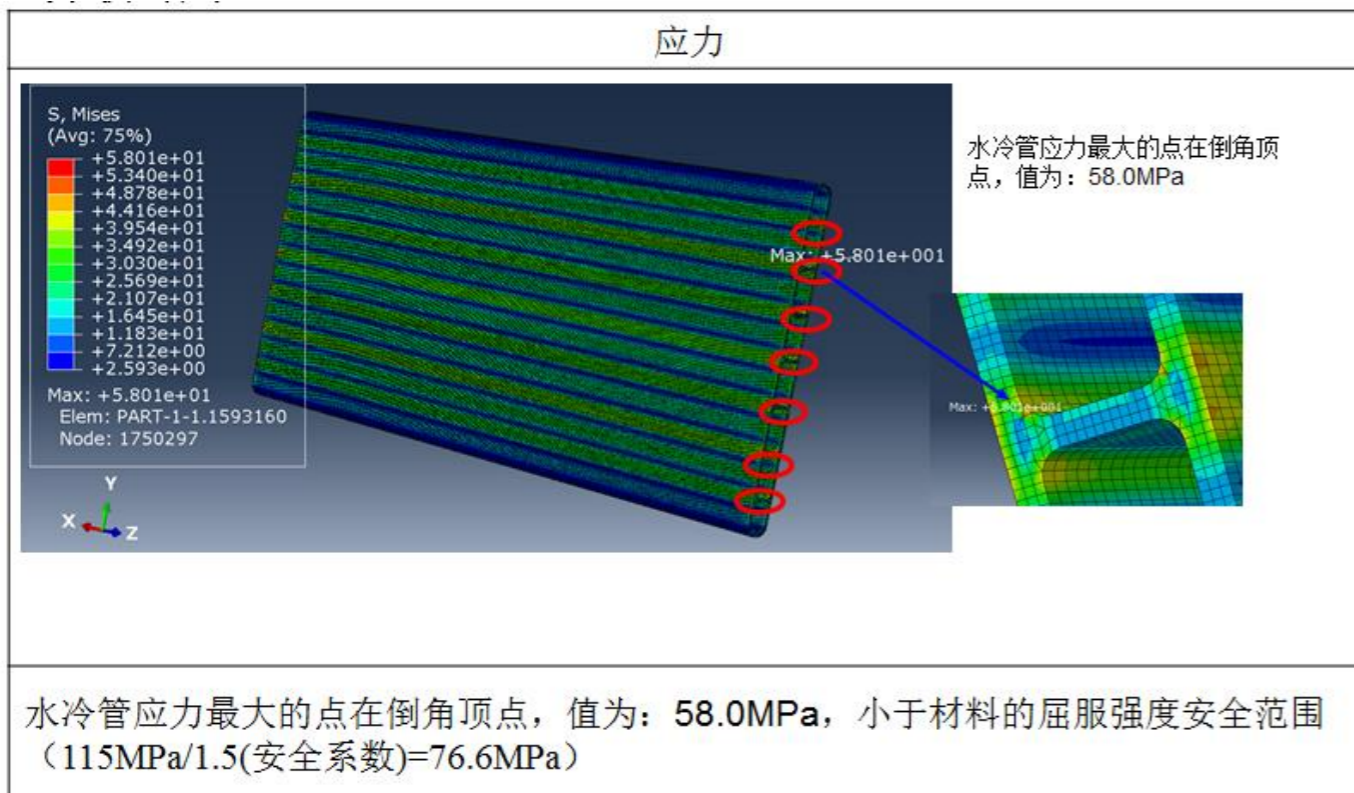 应力
S, Mises
(Avg: 75%)
+5.801e+01
+5.340e+01
+4.878e+01
+4.416e+01
+3.954e+01
+3.492e+01
+3.030e+01
+2.569e+01
+2.107e+01
+1.645e+01
+1.183e+01
+7.212e+00
+2.593e+00
Max: +5.801e+01
Elem: PART-1-1.1593160
Node: 1750297
Y
X
Z
Max: +5.801e+001
水冷管应力最大的点在倒角顶
点，值为：58.0MPa
Max: +5.801e+001
水冷管应力最大的点在倒角顶点，值为：58.0MPa，小于材料的屈服强度安全范围
（115MPa/1.5(安全系数)=76.6MPa）